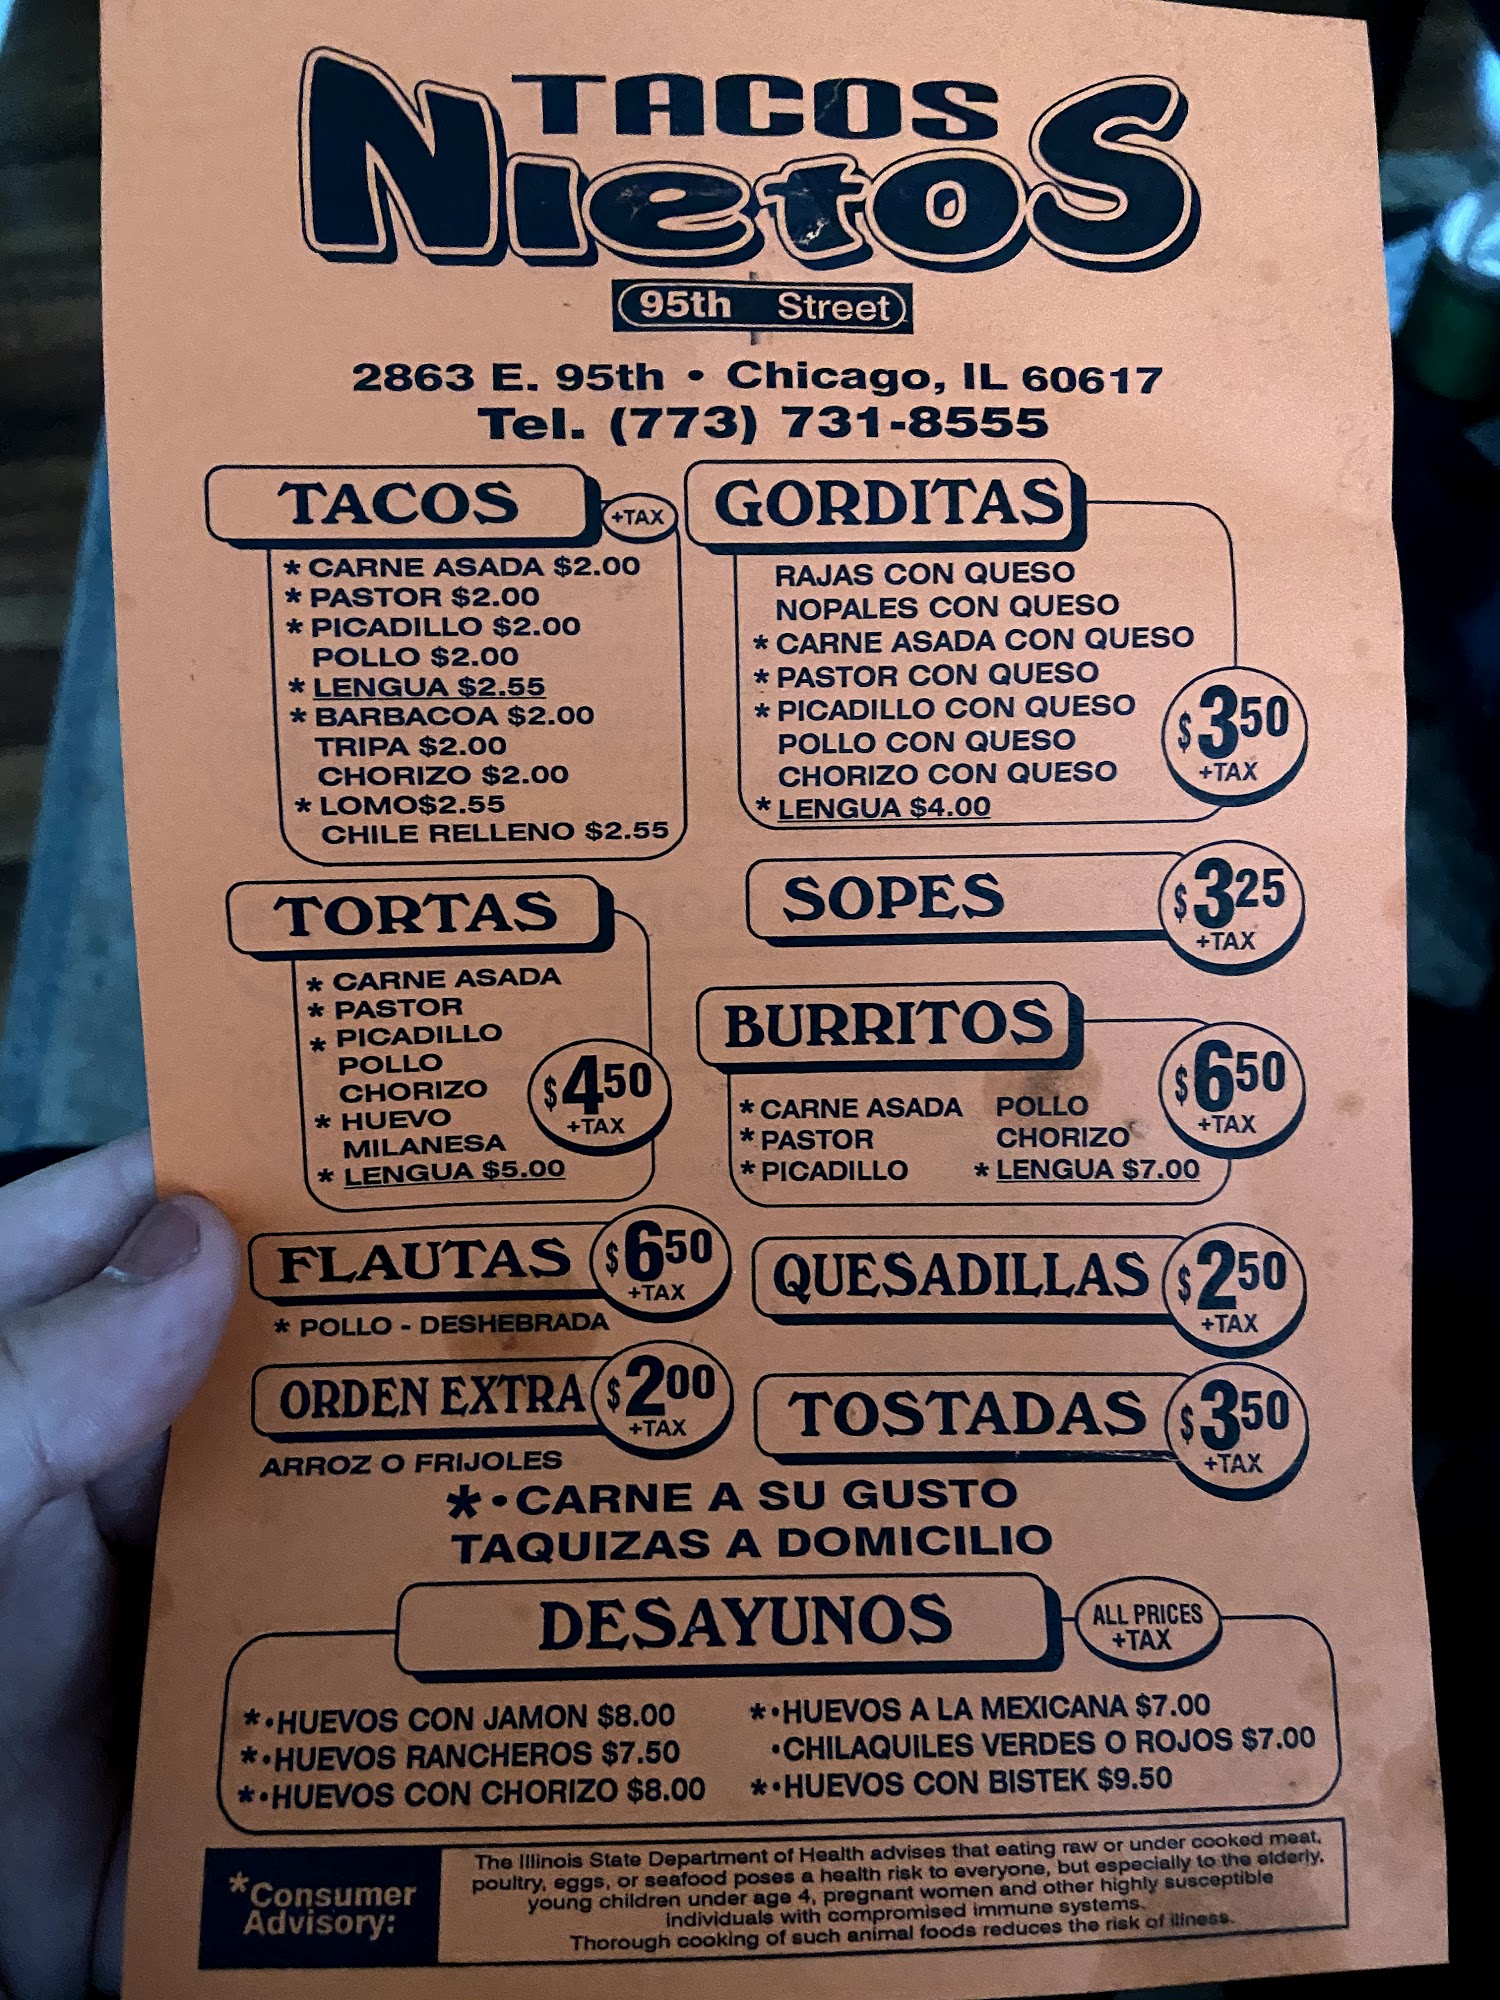 TACOS
NietoS
95th Street
2863 E. 95th • Chicago, IL 60617
Tel. (773) 731-8555
TACOS
+TAX
* CARNE ASADA $2.00
* PASTOR $2.00
* PICADILLO $2.00
POLLO $2.00
* LENGUA $2.55
* BARBACOA $2.00
TRIPA $2.00
CHORIZO $2.00
* LOMO$2.55
CHILE RELLENO $2.55
GORDITAS
RAJAS CON QUESO
NOPALES CON QUESO
* CARNE ASADA CON QUESO
* PASTOR CON QUESO
* PICADILLO CON QUESO
POLLO CON QUESO
CHORIZO CON QUESO
* LENGUA $4.00
$3.50
+TAX
SOPES
$3.25
+TAX
TORTAS
* CARNE ASADA
* PASTOR
* PICADILLO
POLLO
CHORIZO
* HUEVO
MILANESA
* LENGUA $5.00
$4.50
+TAX
BURRITOS
* CARNE ASADA POLLO
* PASTOR CHORIZO
* PICADILLO * LENGUA $7.00
$6.50
+TAX
FLAUTAS
$6.50
+TAX
* POLLO - DESHEBRADA
QUESADILLAS
$2.50
+TAX
ORDEN EXTRA
$2.00
+TAX
ARROZ O FRIJOLES
TOSTADAS
$3.50
+TAX
*•CARNE A SU GUSTO
TAQUIZAS A DOMICILIO
DESAYUNOS
ALL PRICES
+TAX
*•HUEVOS CON JAMON $8.00
*•HUEVOS RANCHEROS $7.50
*•HUEVOS CON CHORIZO $8.00
*•HUEVOS A LA MEXICANA $7.00
•CHILAQUILES VERDES O ROJOS $7.00
*•HUEVOS CON BISTEK $9.50
*Consumer
Advisory:
The Illinois State Department of Health advises that eating raw or under cooked meat,
poultry, eggs, or seafood poses a health risk to everyone, but especially to the elderly,
young children under age 4, pregnant women and other highly susceptible
individuals with compromised immune systems.
Thorough cooking of such animal foods reduces the risk of illness.